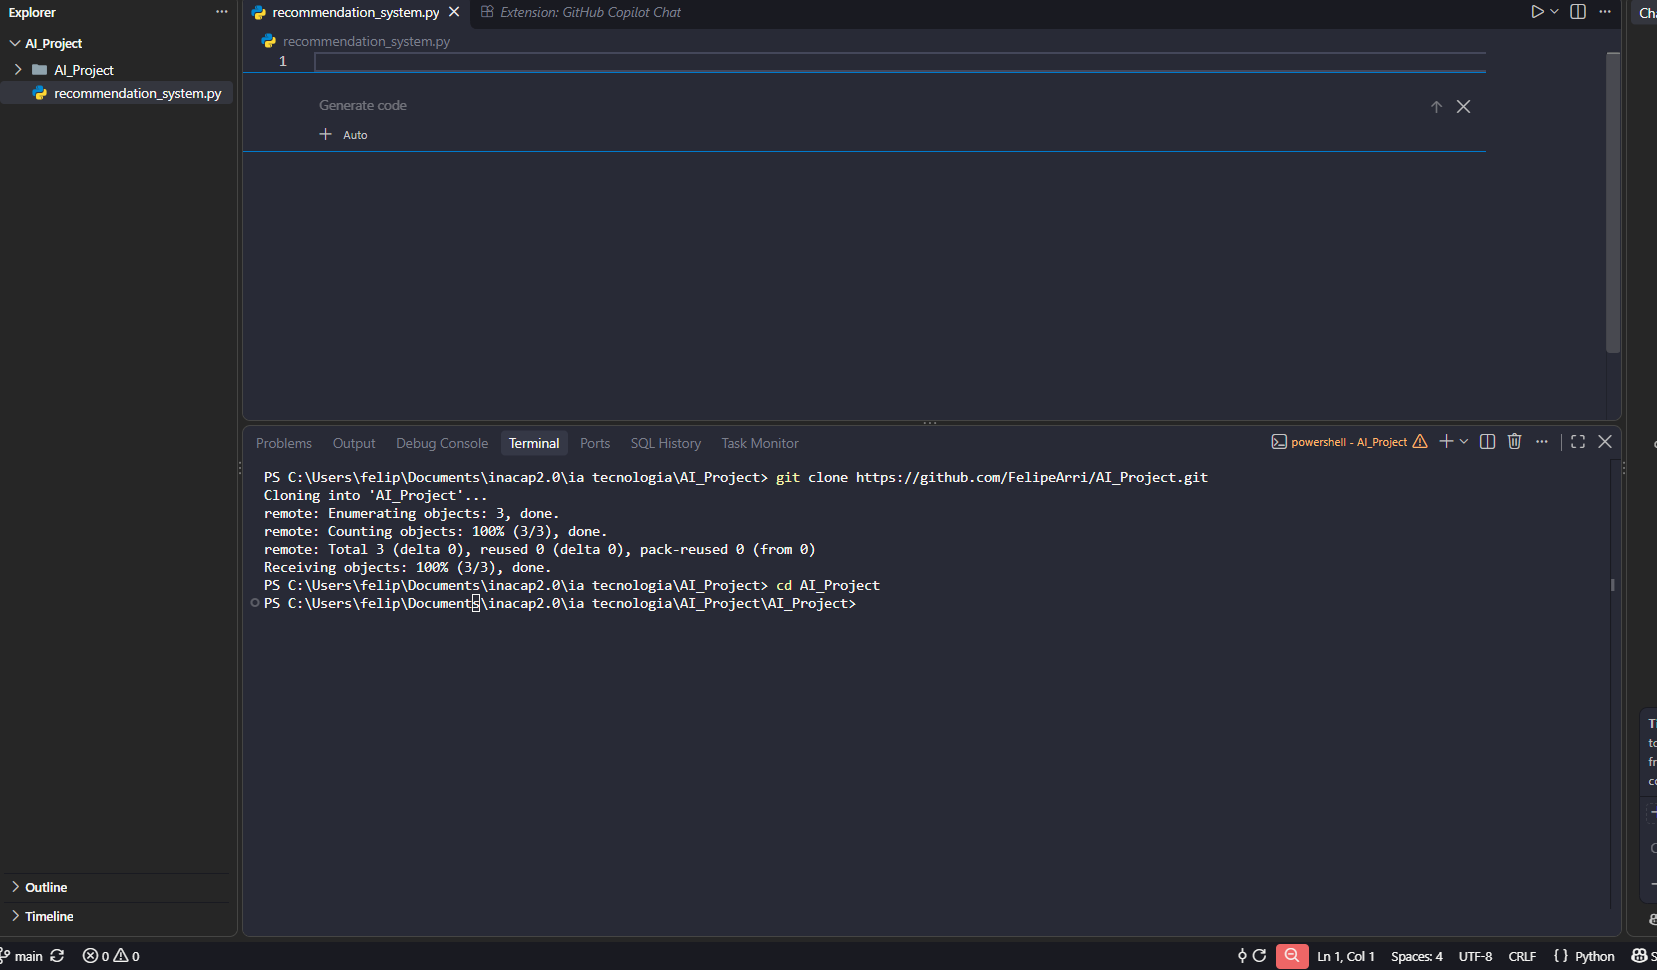 Explorer
AI_Project
AI_Project
recommendation_system.py
Outline
Timeline
recommendation_system.py
Extension: GitHub Copilot Chat
recommendation_system.py
1
Generate code
Auto
Problems Output Debug Console Terminal Ports SQL History Task Monitor
powershell - AI_Project
PS C:\Users\felip\Documents\inacap2.0\ia tecnologia\AI_Project> git clone https://github.com/FelipeArri/AI_Project.git
Cloning into 'AI_Project'...
remote: Enumerating objects: 3, done.
remote: Counting objects: 100% (3/3), done.
remote: Total 3 (delta 0), reused 0 (delta 0), pack-reused 0 (from 0)
Receiving objects: 100% (3/3), done.
PS C:\Users\felip\Documents\inacap2.0\ia tecnologia\AI_Project> cd AI_Project
PS C:\Users\felip\Documents\inacap2.0\ia tecnologia\AI_Project\AI_Project>
main 0 0 Ln 1, Col 1 Spaces: 4 UTF-8 CRLF { } Python